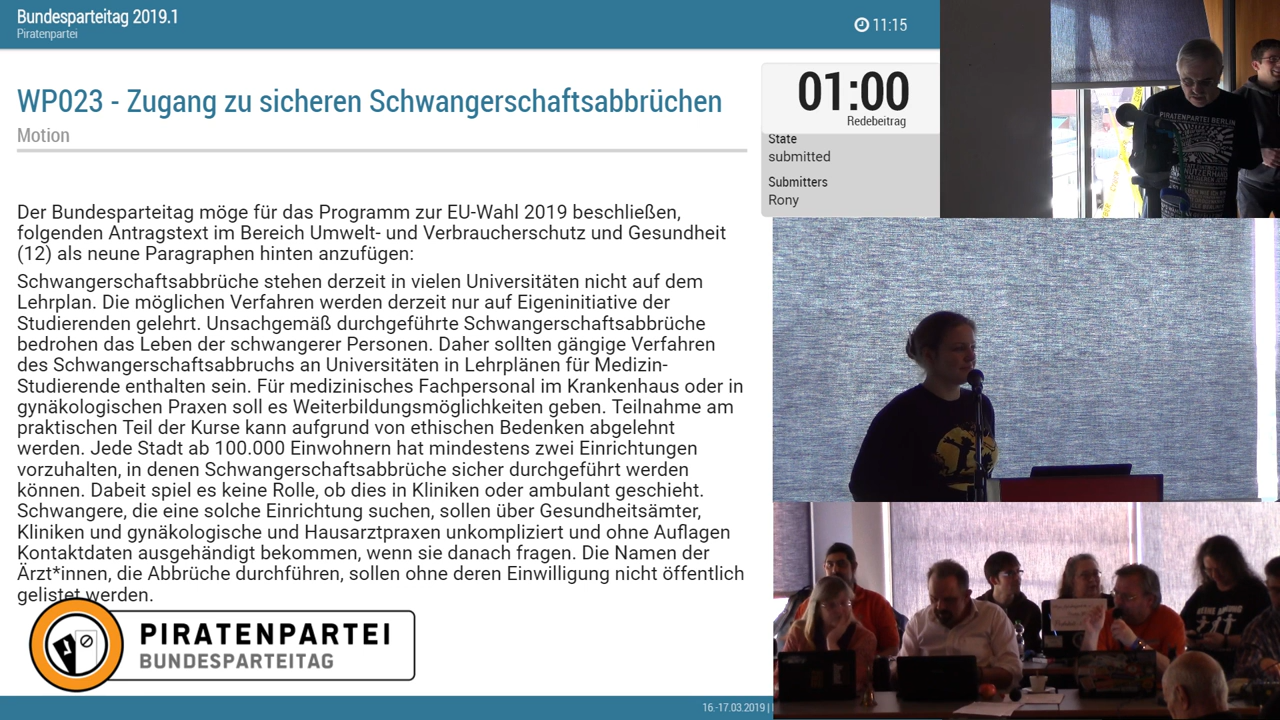 Bundesparteitag 2019.1
Piratenpartei
11:15
WP023 - Zugang zu sicheren Schwangerschaftsabbrüchen
Motion
01:00
Redebeitrag
State
submitted
Submitters
Rony
Der Bundesparteitag möge für das Programm zur EU-Wahl 2019 beschließen,
folgenden Antragstext im Bereich Umwelt- und Verbraucherschutz und Gesundheit
(12) als neune Paragraphen hinten anzufügen:
Schwangerschaftsabbrüche stehen derzeit in vielen Universitäten nicht auf dem
Lehrplan. Die möglichen Verfahren werden derzeit nur auf Eigeninitiative der
Studierenden gelehrt. Unsachgemäß durchgeführte Schwangerschaftsabbrüche
bedrohen das Leben der schwangerer Personen. Daher sollten gängige Verfahren
des Schwangerschaftsabbruchs an Universitäten in Lehrplänen für Medizin-
Studierende enthalten sein. Für medizinisches Fachpersonal im Krankenhaus oder in
gynäkologischen Praxen soll es Weiterbildungsmöglichkeiten geben. Teilnahme am
praktischen Teil der Kurse kann aufgrund von ethischen Bedenken abgelehnt
werden. Jede Stadt ab 100.000 Einwohnern hat mindestens zwei Einrichtungen
vorzuhalten, in denen Schwangerschaftsabbrüche sicher durchgeführt werden
können. Dabeit spiel es keine Rolle, ob dies in Kliniken oder ambulant geschieht.
Schwangere, die eine solche Einrichtung suchen, sollen über Gesundheitsämter,
Kliniken und gynäkologische und Hausarztpraxen unkompliziert und ohne Auflagen
Kontaktdaten ausgehändigt bekommen, wenn sie danach fragen. Die Namen der
Ärzt*innen, die Abbrüche durchführen, sollen ohne deren Einwilligung nicht öffentlich
gelistet werden.
PIRATENPARTEI
BUNDESPARTEITAG
16.-17.03.2019 |
PIRATENPARTEI BERLIN